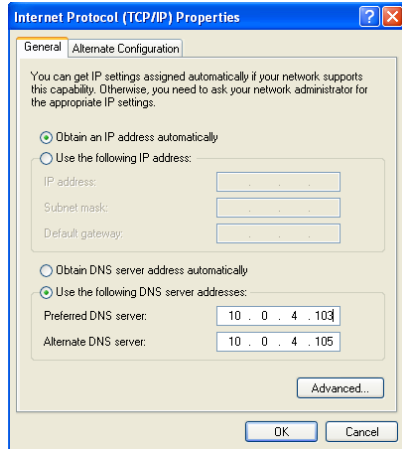 Internet Protocol (TCP/IP) Properties
General Alternate Configuration
You can get IP settings assigned automatically if your network supports
this capability. Otherwise, you need to ask your network administrator for
the appropriate IP settings.
Obtain an IP address automatically
Use the following IP address:
IP address:
Subnet mask:
Default gateway:
Obtain DNS server address automatically
Use the following DNS server addresses:
Preferred DNS server: 10 . 0 . 4 . 103
Alternate DNS server: 10 . 0 . 4 . 105
Advanced...
OK Cancel